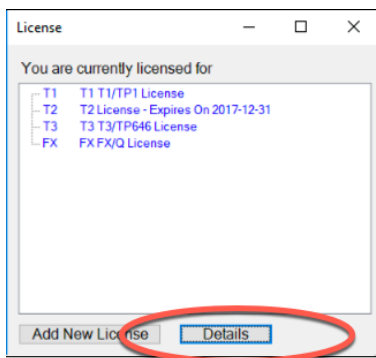 License
You are currently licensed for
T1 T1 T1/TP1 License
T2 T2 License - Expires On 2017-12-31
T3 T3 T3/TP646 License
FX FX FX/Q License
Add New License Details